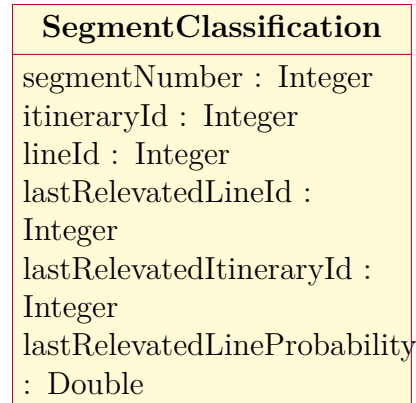 SegmentClassification
segmentNumber : Integer
itineraryId : Integer
lineId : Integer
lastRelevatedLineId :
Integer
lastRelevatedItineraryId :
Integer
lastRelevatedLineProbability
: Double